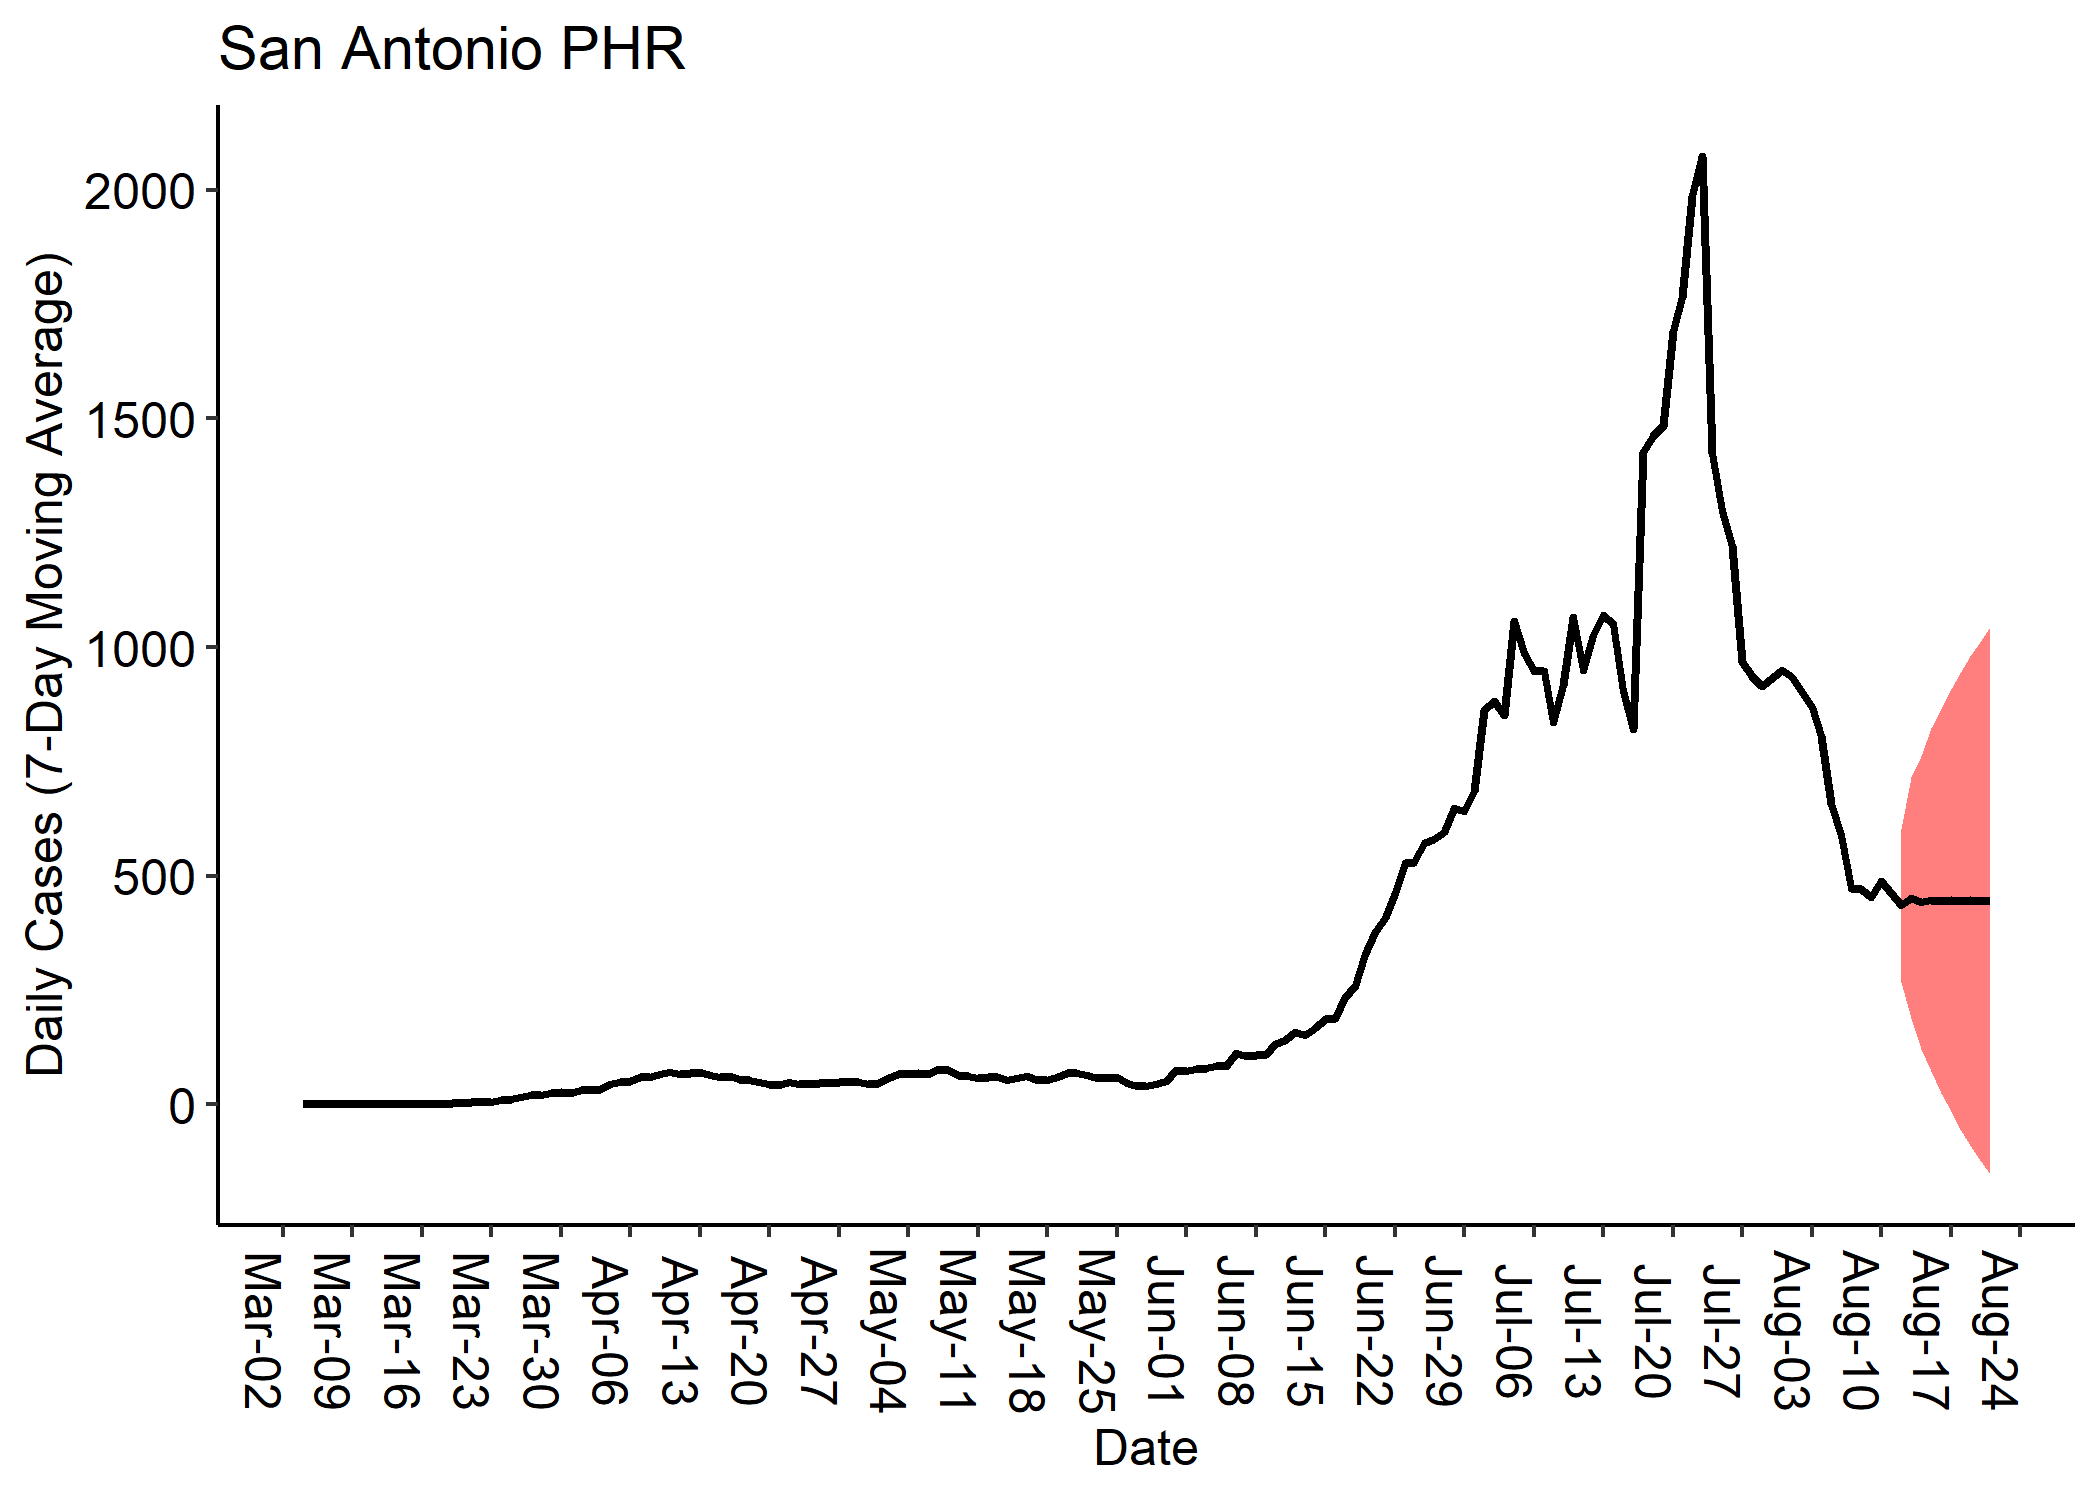 San Antonio PHR
Daily Cases (7-Day Moving Average)
2000
1500
1000
500
0
Mar-02
Mar-09
Mar-16
Mar-23
Mar-30
Apr-06
Apr-13
Apr-20
Apr-27
May-04
May-11
May-18
May-25
Jun-01
Jun-08
Jun-15
Jun-22
Jun-29
Jul-06
Jul-13
Jul-20
Jul-27
Aug-03
Aug-10
Aug-17
Aug-24
Date